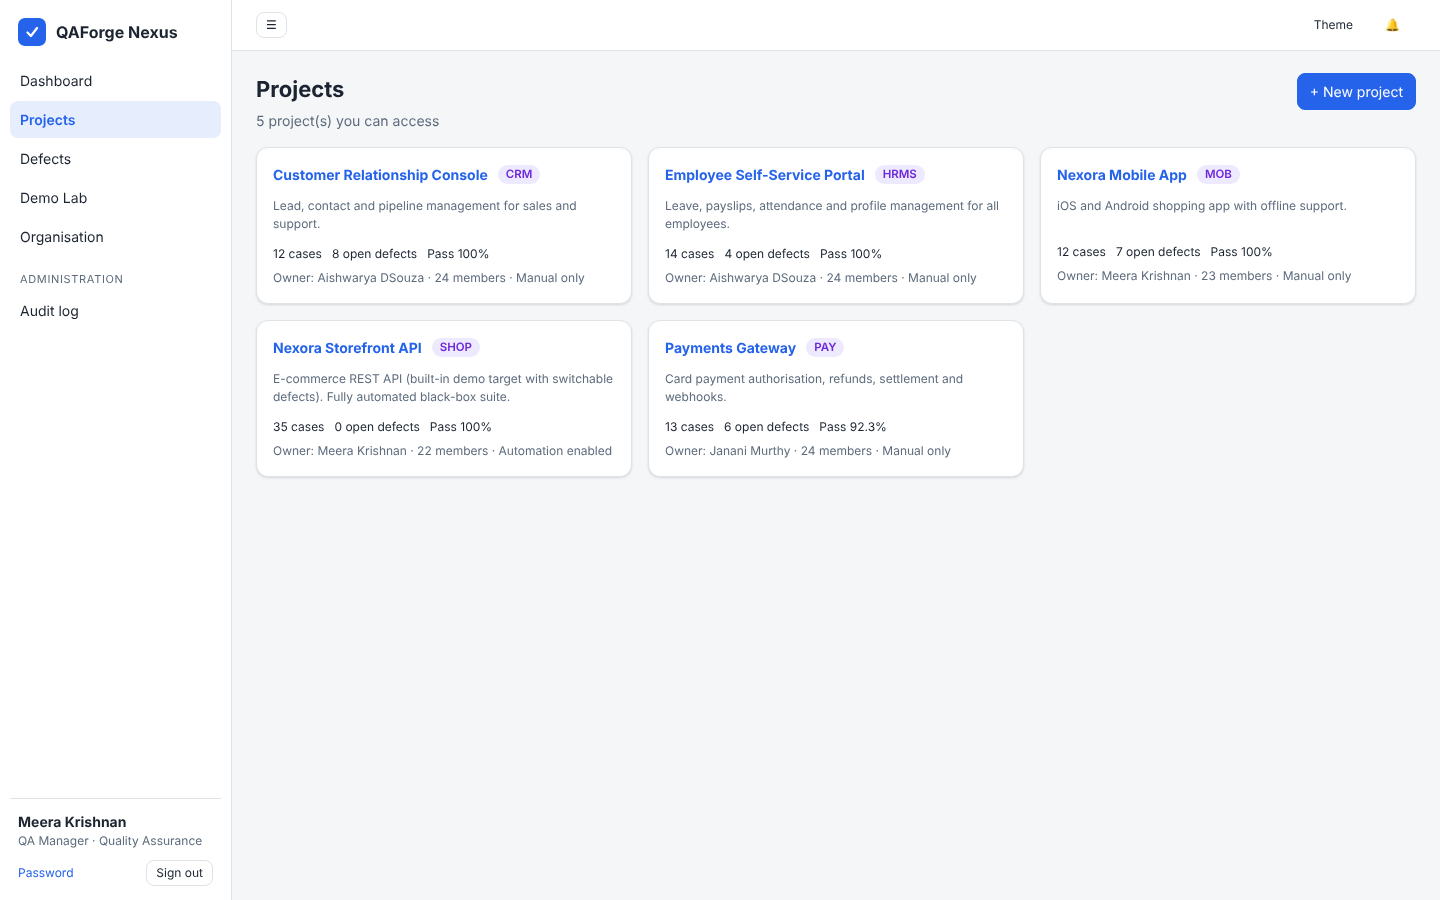 QAForge Nexus
Dashboard
Projects
Defects
Demo Lab
Organisation
ADMINISTRATION
Audit log
Meera Krishnan
QA Manager · Quality Assurance
Password
Sign out
☰
Theme
🔔
Projects
5 project(s) you can access
+ New project
Customer Relationship Console CRM
Lead, contact and pipeline management for sales and
support.
12 cases 8 open defects Pass 100%
Owner: Aishwarya DSouza · 24 members · Manual only
Employee Self-Service Portal HRMS
Leave, payslips, attendance and profile management for all
employees.
14 cases 4 open defects Pass 100%
Owner: Aishwarya DSouza · 24 members · Manual only
Nexora Mobile App MOB
iOS and Android shopping app with offline support.
12 cases 7 open defects Pass 100%
Owner: Meera Krishnan · 23 members · Manual only
Nexora Storefront API SHOP
E-commerce REST API (built-in demo target with switchable
defects). Fully automated black-box suite.
35 cases 0 open defects Pass 100%
Owner: Meera Krishnan · 22 members · Automation enabled
Payments Gateway PAY
Card payment authorisation, refunds, settlement and
webhooks.
13 cases 6 open defects Pass 92.3%
Owner: Janani Murthy · 24 members · Manual only